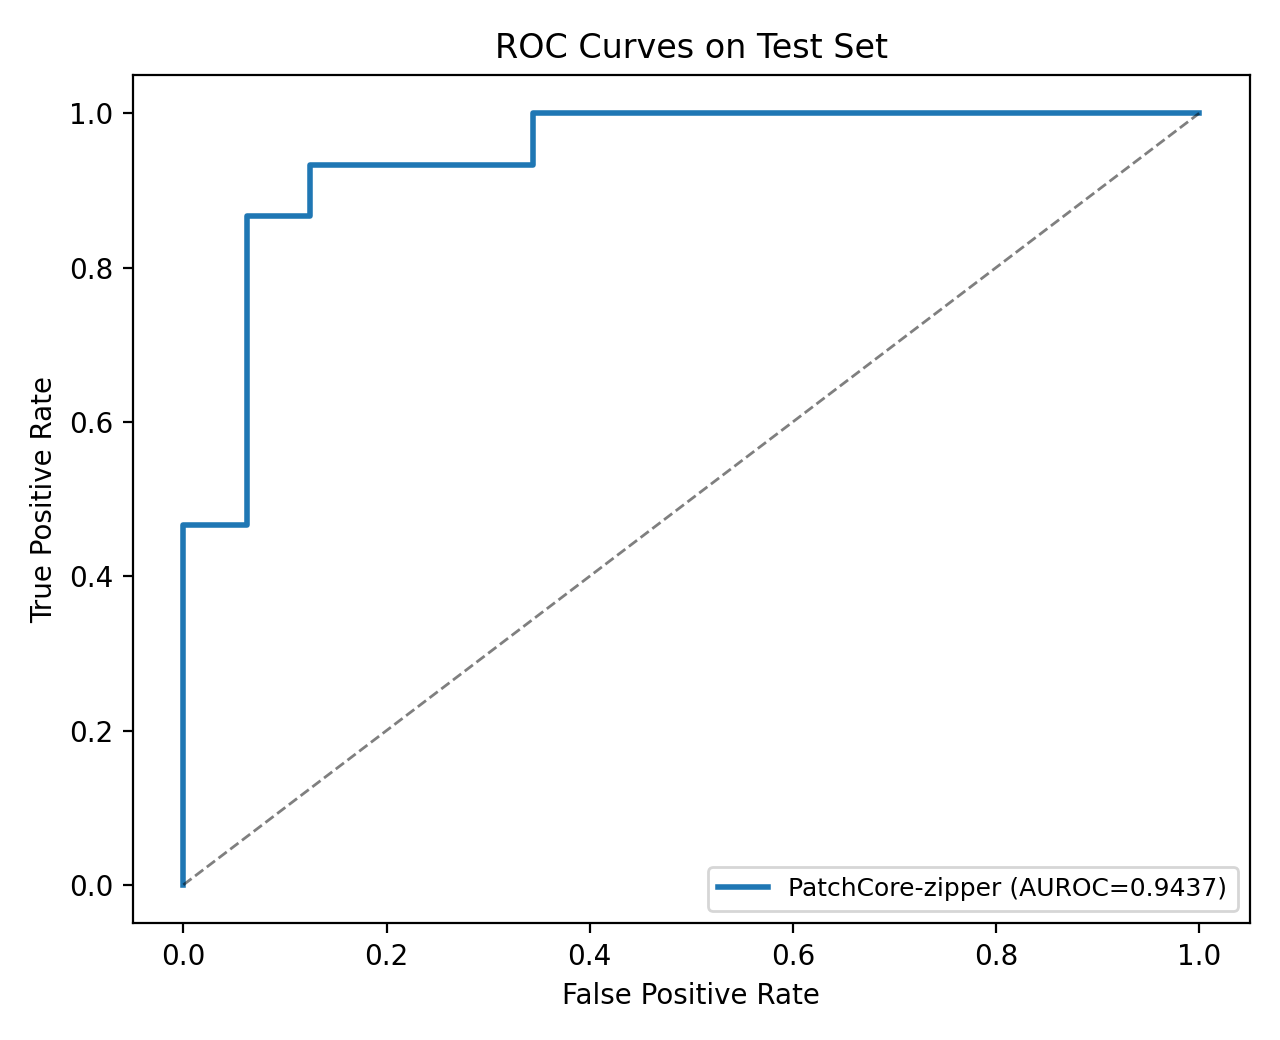 ROC Curves on Test Set
True Positive Rate
1.0
0.8
0.6
0.4
0.2
0.0
PatchCore-zipper (AUROC=0.9437)
0.0 0.2 0.4 0.6 0.8 1.0
False Positive Rate